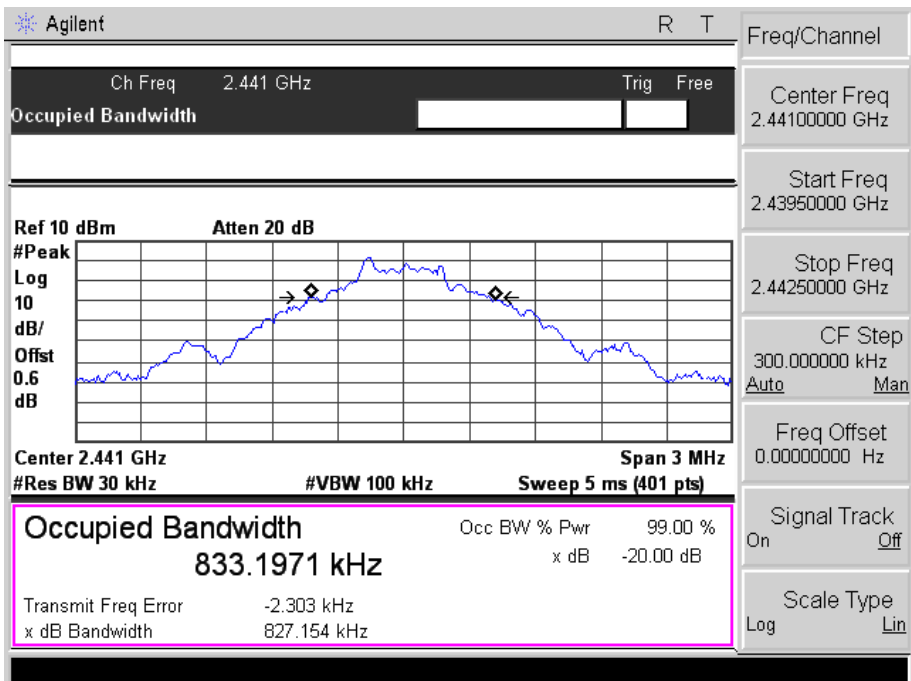 Agilent
R T
Ch Freq 2.441 GHz Trig Free
Occupied Bandwidth
Ref 10 dBm Atten 20 dB
#Peak
Log
10
dB/
Offst
0.6
dB
Center 2.441 GHz Span 3 MHz
#Res BW 30 kHz #VBW 100 kHz Sweep 5 ms (401 pts)
Occupied Bandwidth
833.1971 kHz
Occ BW % Pwr 99.00 %
x dB -20.00 dB
Transmit Freq Error -2.303 kHz
x dB Bandwidth 827.154 kHz
Freq/Channel
Center Freq
2.44100000 GHz
Start Freq
2.43950000 GHz
Stop Freq
2.44250000 GHz
CF Step
300.000000 kHz
Auto Man
Freq Offset
0.00000000 Hz
Signal Track
On Off
Scale Type
Log Lin